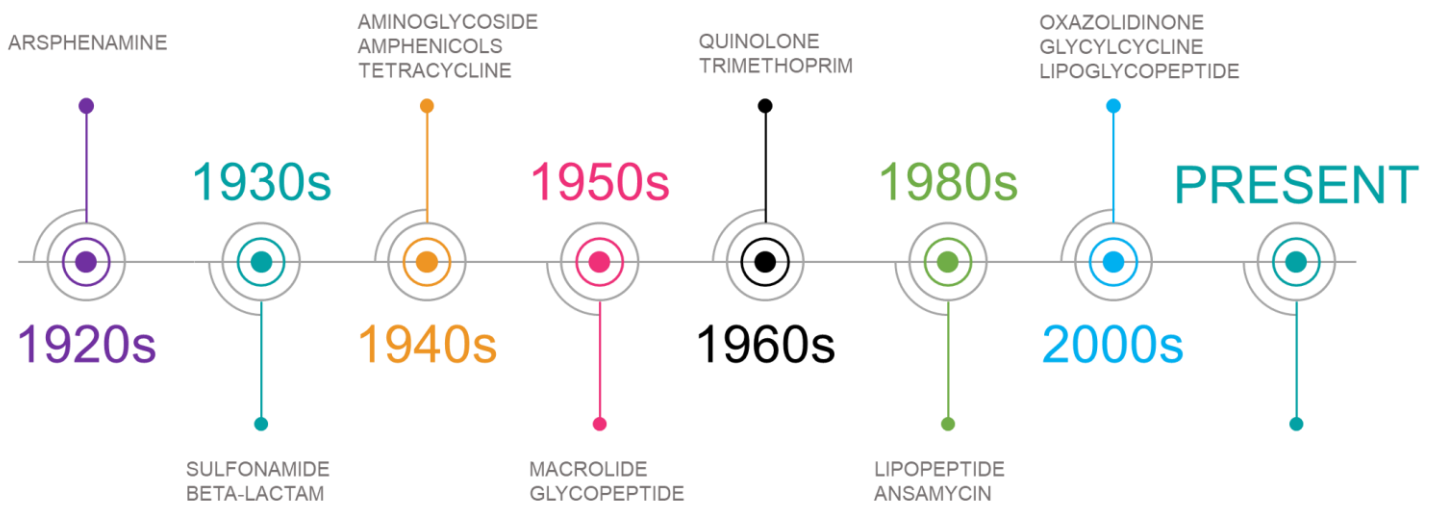 ARSPHENAMINE
1920s
1930s
SULFONAMIDE
BETA-LACTAM
AMINOGLYCOSIDE
AMPHENICOLS
TETRACYCLINE
1940s
1950s
MACROLIDE
GLYCOPEPTIDE
QUINOLONE
TRIMETHOPRIM
1960s
1980s
LIPOPEPTIDE
ANSAMYCIN
OXAZOLIDINONE
GLYCYLCYCLINE
LIPOGLYCOPEPTIDE
2000s
PRESENT